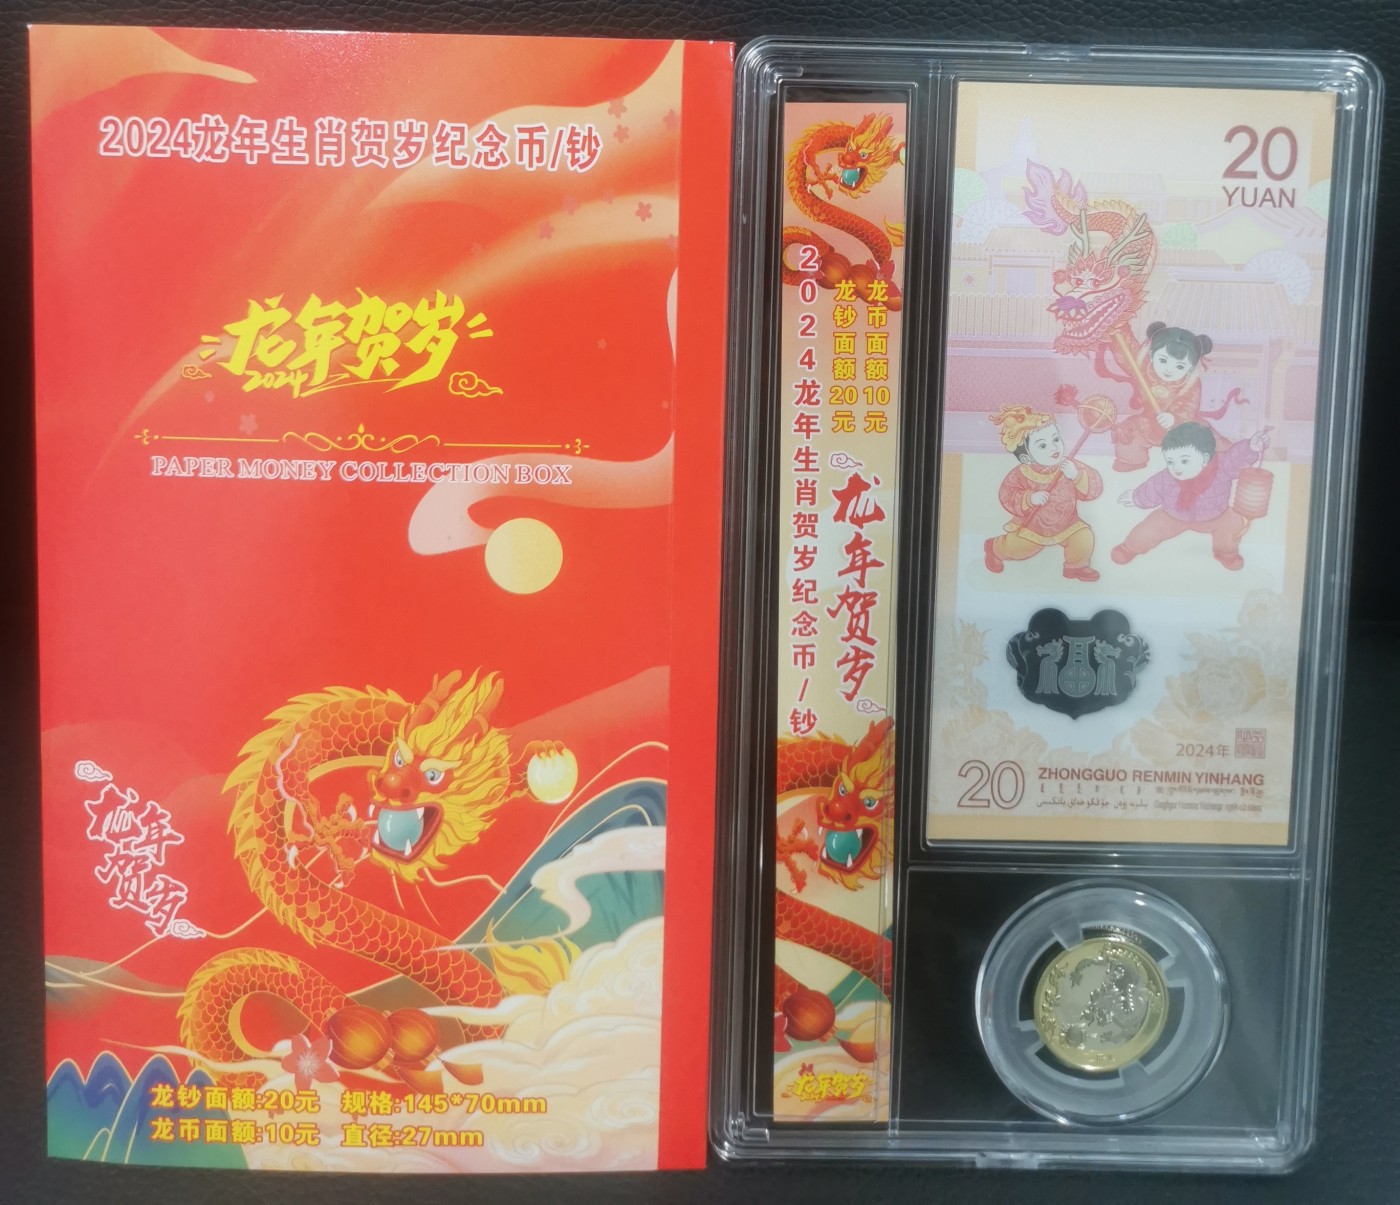 2024龙年生肖贺岁纪念币/钞
龙年贺岁
2024
PAPER MONEY COLLECTION BOX
龙年
贺岁
龙钞面额:20元 规格:145*70mm
龙币面额:10元 直径:27mm
龙币面额10元
龙钞面额20元
2024龙年生肖贺岁纪念币/钞
龙年贺岁
龙年贺岁
20
YUAN
2024年
20
ZHONGGUO RENMIN YINHANG